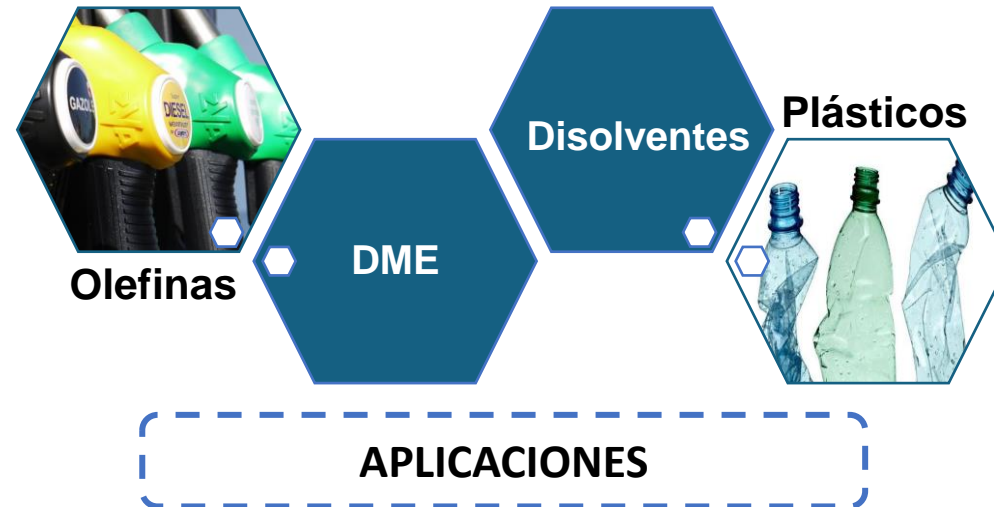 GAZOLE
DIESEL
Olefinas
DME
Disolventes
Plásticos
APLICACIONES